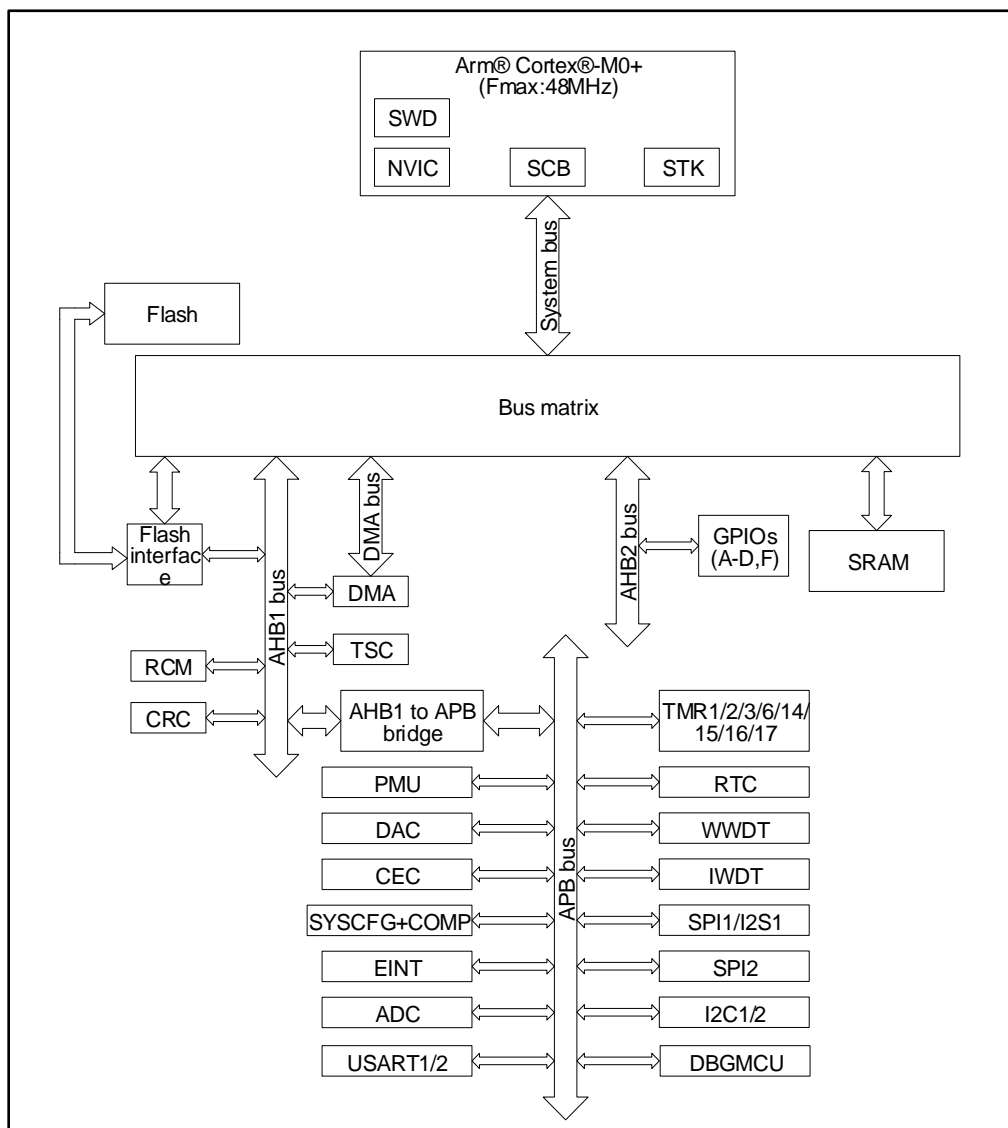 Arm® Cortex®-M0+
(Fmax:48MHz)
SWD
NVIC
SCB
STK
System bus
Flash
Bus matrix
Flash
interfac
e
AHB1 bus
DMA bus
DMA
TSC
RCM
CRC
AHB2 bus
GPIOs
(A-D,F)
SRAM
AHB1 to APB
bridge
APB bus
TMR1/2/3/6/14/
15/16/17
PMU
RTC
DAC
WWDT
CEC
IWDT
SYSCFG+COMP
SPI1/I2S1
EINT
SPI2
ADC
I2C1/2
USART1/2
DBGMCU